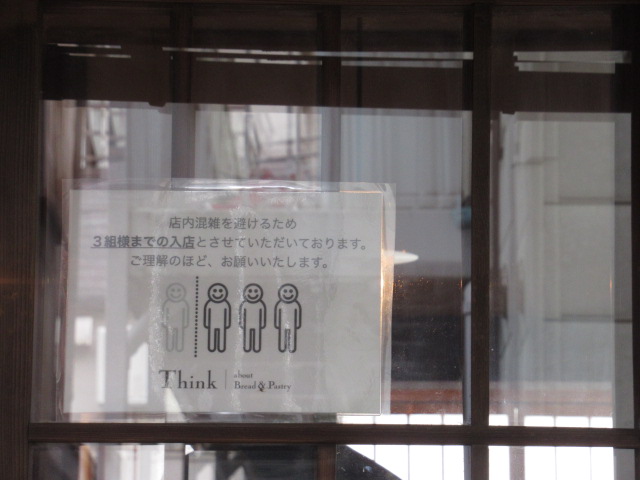 店内混雑を避けるため
３組様までの入店とさせていただいております。
ご理解のほど、お願いいたします。
Think
about
Bread & Pastry